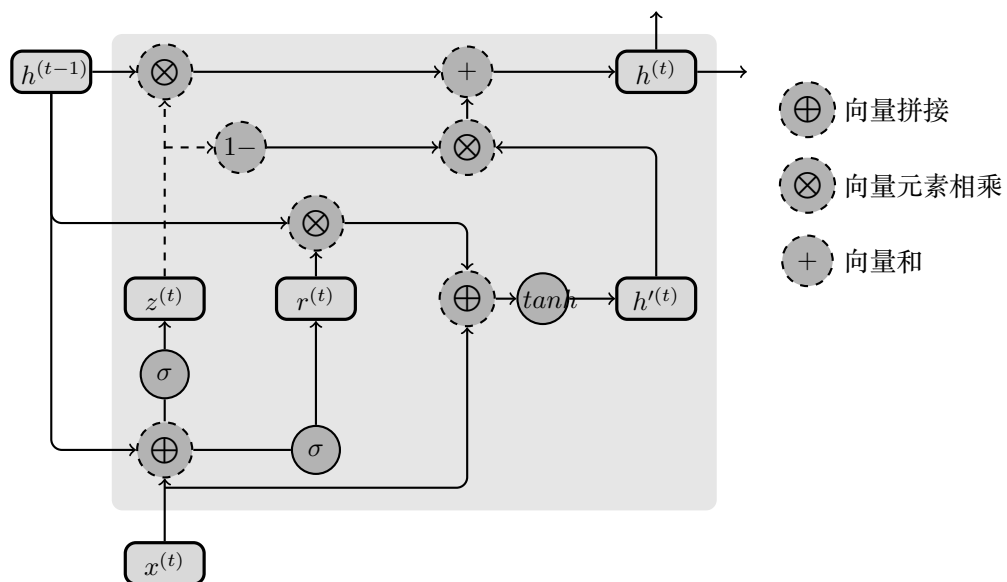 h^{(t-1)}
⊗
+
h^{(t)}
⊕ 向量拼接
1−
⊗
⊗ 向量元素相乘
⊗
+ 向量和
z^{(t)}
r^{(t)}
⊕
tanh
h'^{(t)}
σ
⊕
σ
x^{(t)}